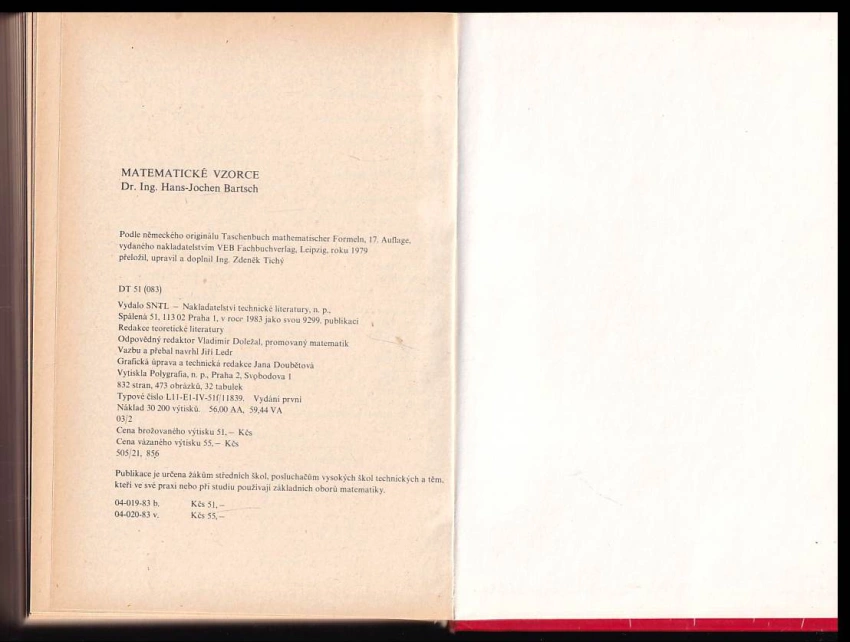 MATEMATICKÉ VZORCE
Dr. Ing. Hans-Jochen Bartsch
Podle německého originálu Taschenbuch mathematischer Formeln, 17. Auflage,
vydaného nakladatelstvím VEB Fachbuchverlag, Leipzig, roku 1979
přeložil, upravil a doplnil Ing. Zdeněk Tichý
DT 51 (083)
Vydalo SNTL – Nakladatelství technické literatury, n. p.,
Spálená 51, 113 02 Praha 1, v roce 1983 jako svou 9299. publikaci
Redakce teoretické literatury
Odpovědný redaktor Vladimír Doležal, promovaný matematik
Vazbu a přebal navrhl Jiří Ledr
Grafická úprava a technická redakce Jana Doubětová
Vytiskla Polygrafia, n. p., Praha 2, Svobodova 1
832 stran, 473 obrázků, 32 tabulek
Typové číslo L11-E1-IV-51f/11839. Vydání první
Náklad 30 200 výtisků. 56,00 AA, 59,44 VA
03/2
Cena brožovaného výtisku 51,– Kčs
Cena vázaného výtisku 55,– Kčs
505/21, 856
Publikace je určena žákům středních škol, posluchačům vysokých škol technických a těm,
kteří ve své praxi nebo při studiu používají základních oborů matematiky.
04-019-83 b. Kčs 51,–
04-020-83 v. Kčs 55,–